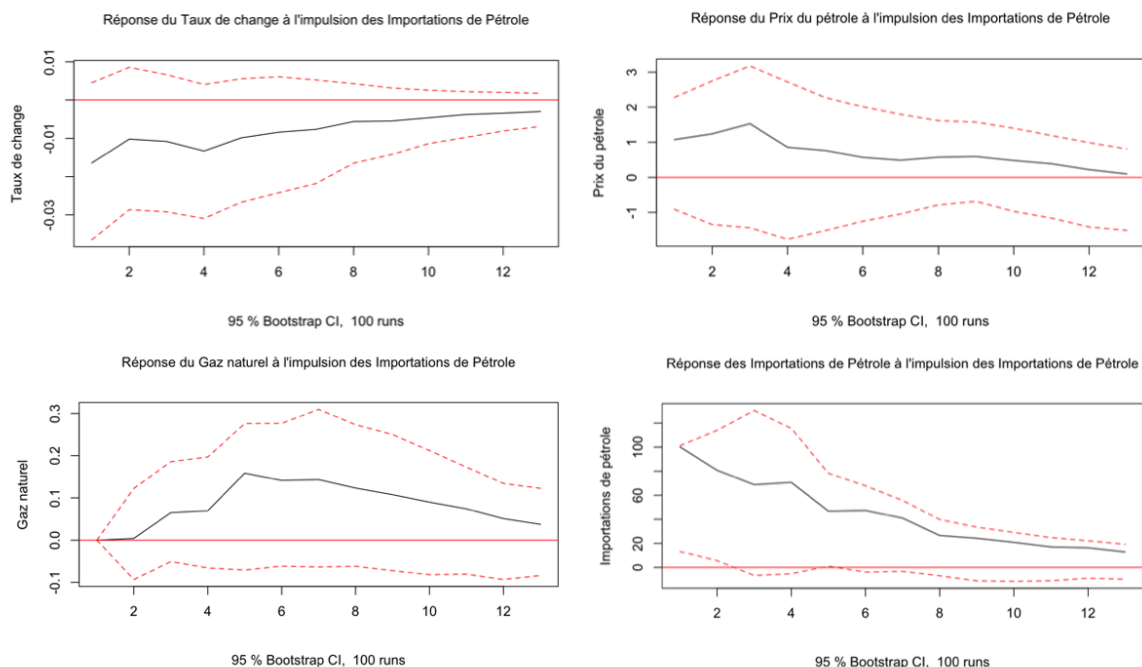 Réponse du Taux de change à l'impulsion des Importations de Pétrole
Taux de change
0.01
-0.01
-0.03
2 4 6 8 10 12
95 % Bootstrap CI, 100 runs
Réponse du Prix du pétrole à l'impulsion des Importations de Pétrole
Prix du pétrole
3
2
1
0
-1
2 4 6 8 10 12
95 % Bootstrap CI, 100 runs
Réponse du Gaz naturel à l'impulsion des Importations de Pétrole
Gaz naturel
0.3
0.2
0.1
0.0
-0.1
2 4 6 8 10 12
95 % Bootstrap CI, 100 runs
Réponse des Importations de Pétrole à l'impulsion des Importations de Pétrole
Importations de pétrole
100
60
20
0
2 4 6 8 10 12
95 % Bootstrap CI, 100 runs